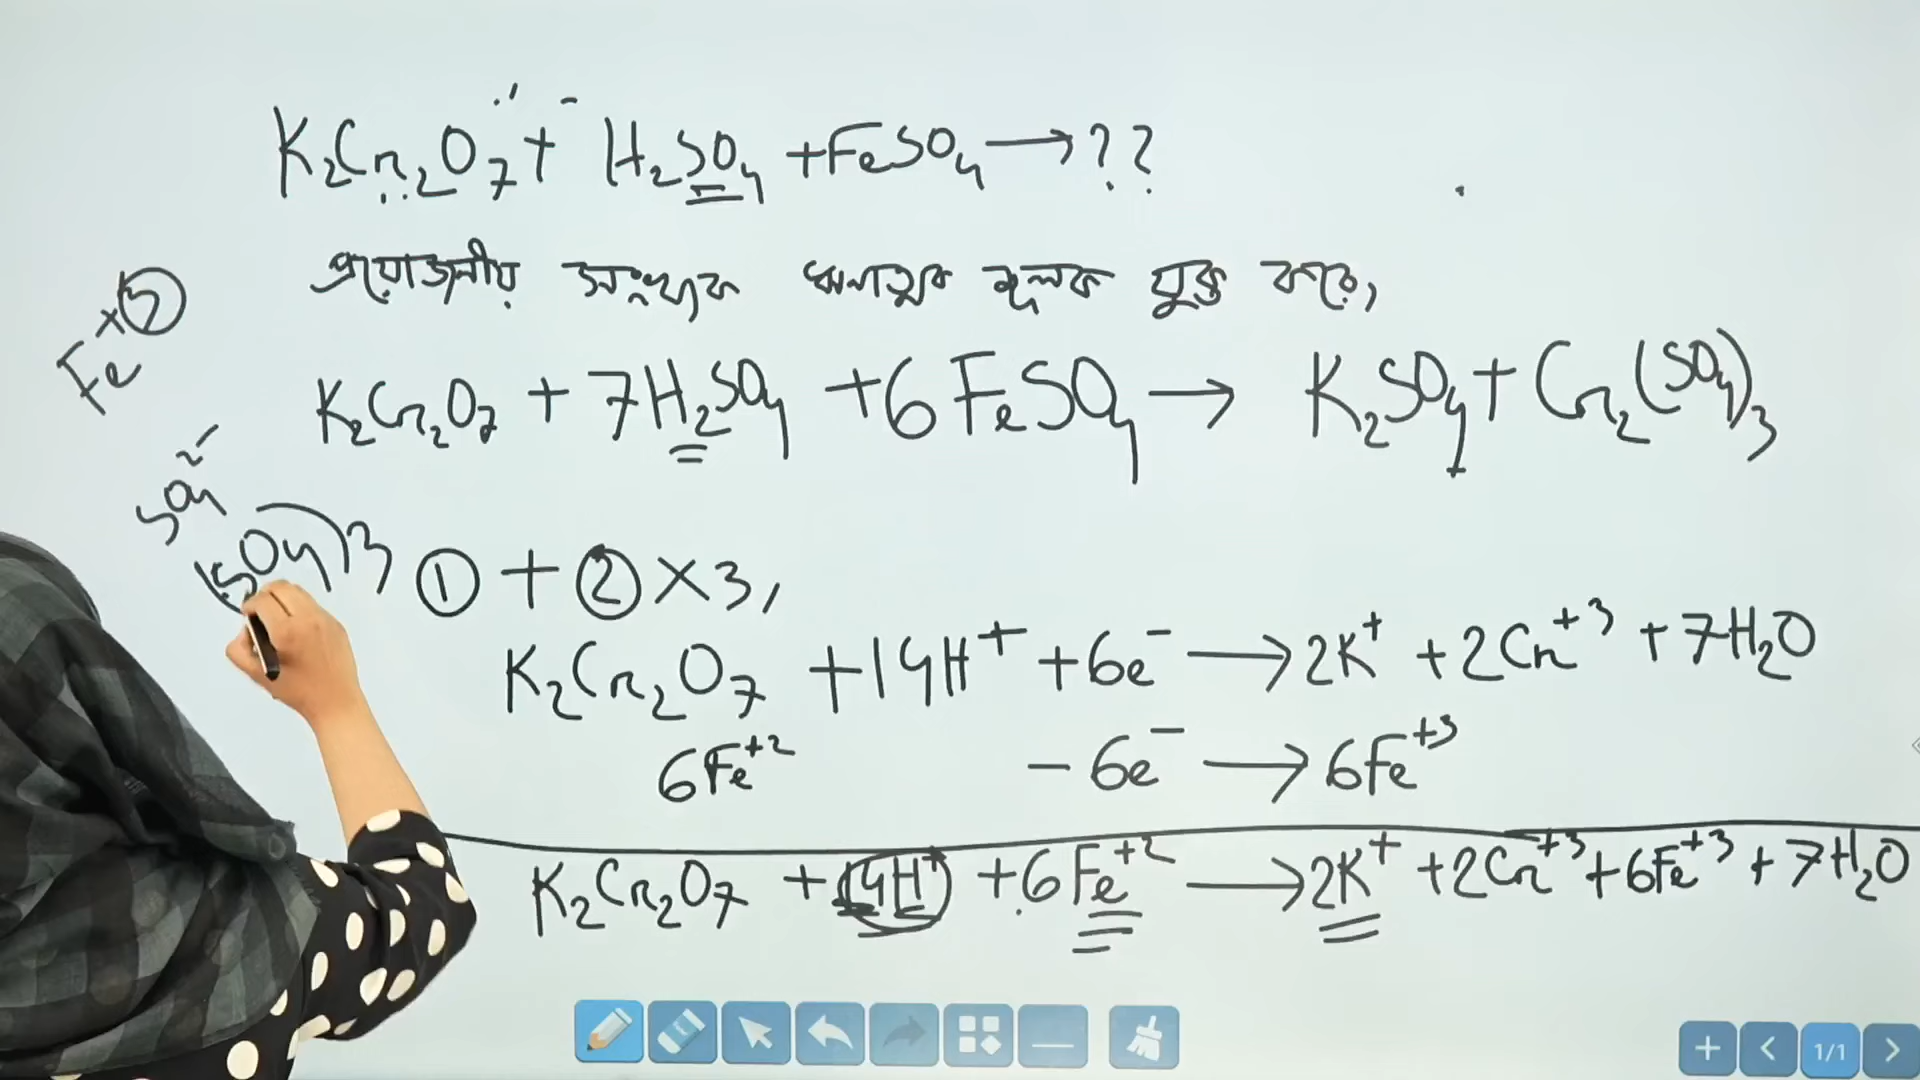 K₂Cr₂O₇ + H₂SO₄ + FeSO₄ → ??
প্রয়োজনীয় সংখ্যক ঋণাত্মক মূলক যুক্ত করে,
Fe⁺³
K₂Cr₂O₇ + 7H₂SO₄ + 6FeSO₄ → K₂SO₄ + Cr₂(SO₄)₃
SO₄²⁻
(SO₄)3
① + ② × 3,
K₂Cr₂O₇ + 14H⁺ + 6e⁻ → 2K⁺ + 2Cr⁺³ + 7H₂O
6Fe⁺² - 6e⁻ → 6Fe⁺³
K₂Cr₂O₇ + 14H⁺ + 6Fe⁺² → 2K⁺ + 2Cr⁺³ + 6Fe⁺³ + 7H₂O
1/1